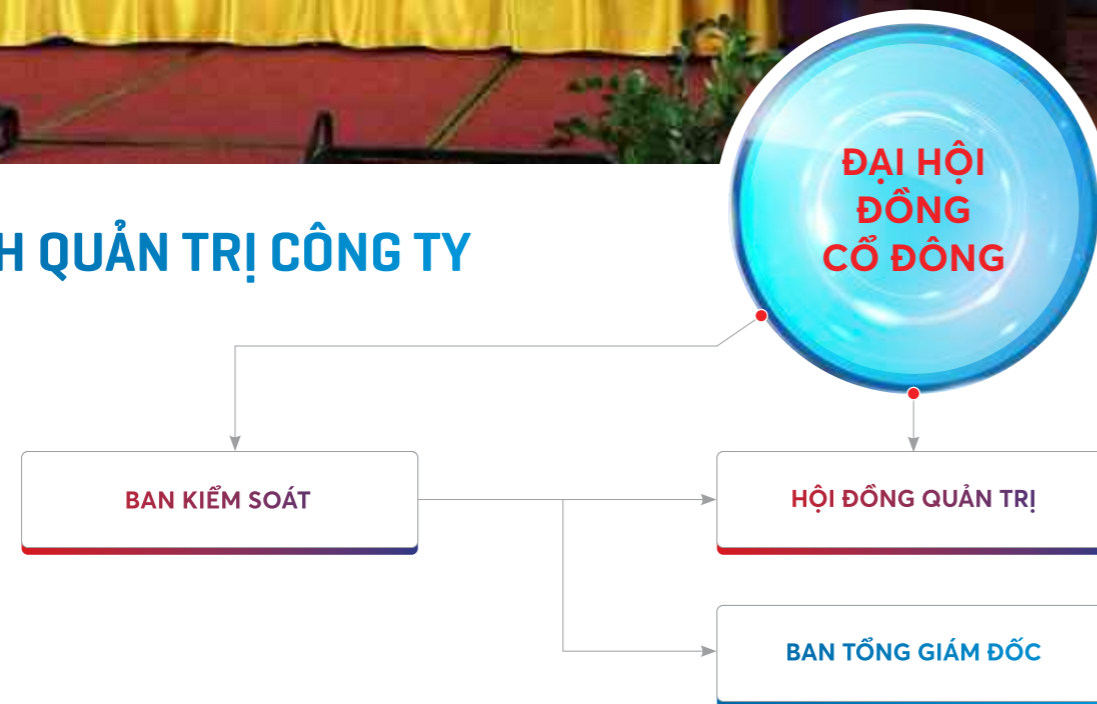 ĐẠI HỘI
ĐỒNG
CỔ ĐÔNG
QUẢN TRỊ CÔNG TY
BAN KIỂM SOÁT
HỘI ĐỒNG QUẢN TRỊ
BAN TỔNG GIÁM ĐỐC